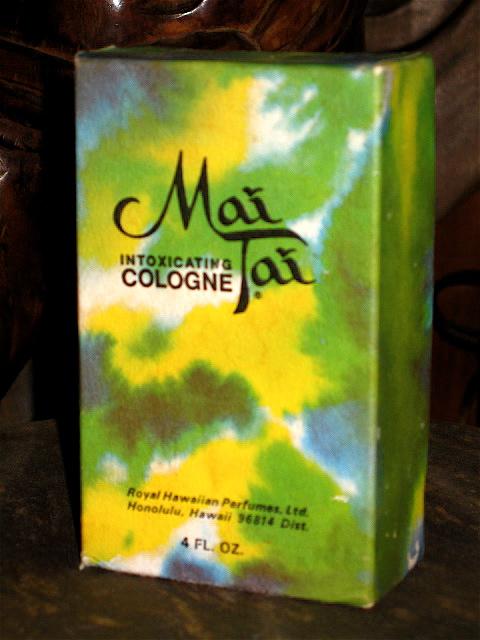 Mai
Tai
INTOXICATING
COLOGNE
Royal Hawaiian Perfumes, Ltd.
Honolulu, Hawaii 96814 Dist.
4 FL. OZ.